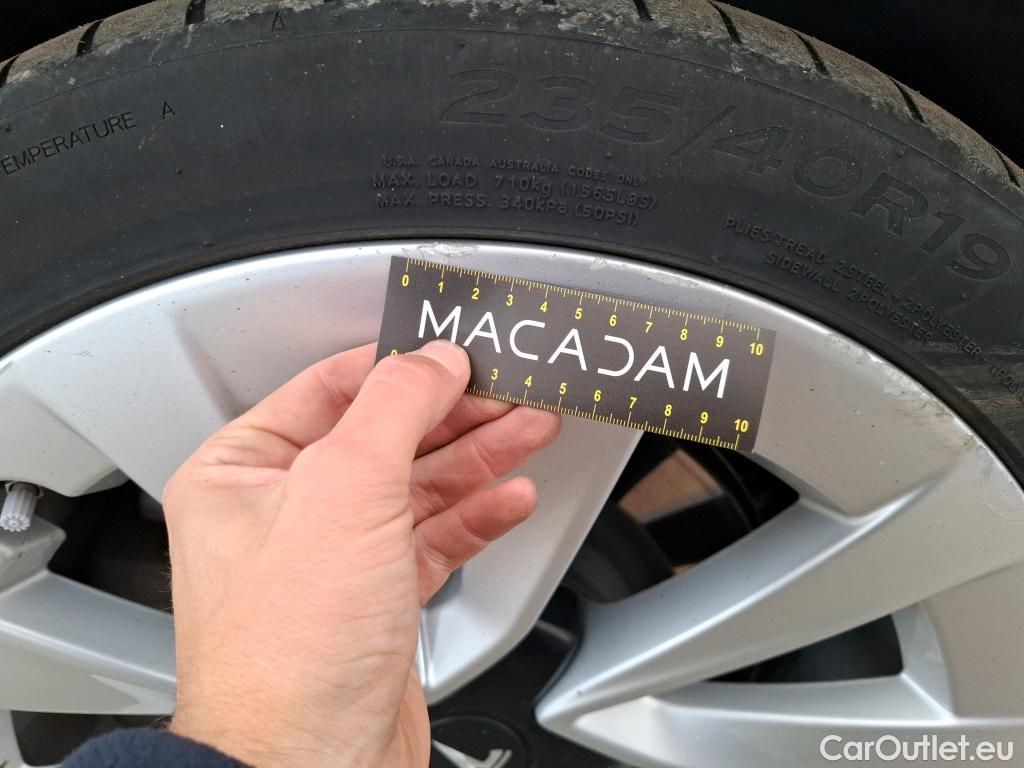 A
TEMPERATURE A
235/40R19
U.S.A. CANADA AUSTRALIA CODES ONLY
MAX. LOAD 710kg (1565LBS)
MAX. PRESS. 340kPa (50PSI)
PLIES:TREAD 2STEEL+2POLYESTER
SIDEWALL 2POLYESTER
0 1 2 3 4 5 6 7 8 9 10
MACADAM
0 3 4 5 6 7 8 9 10
CarOutlet.eu